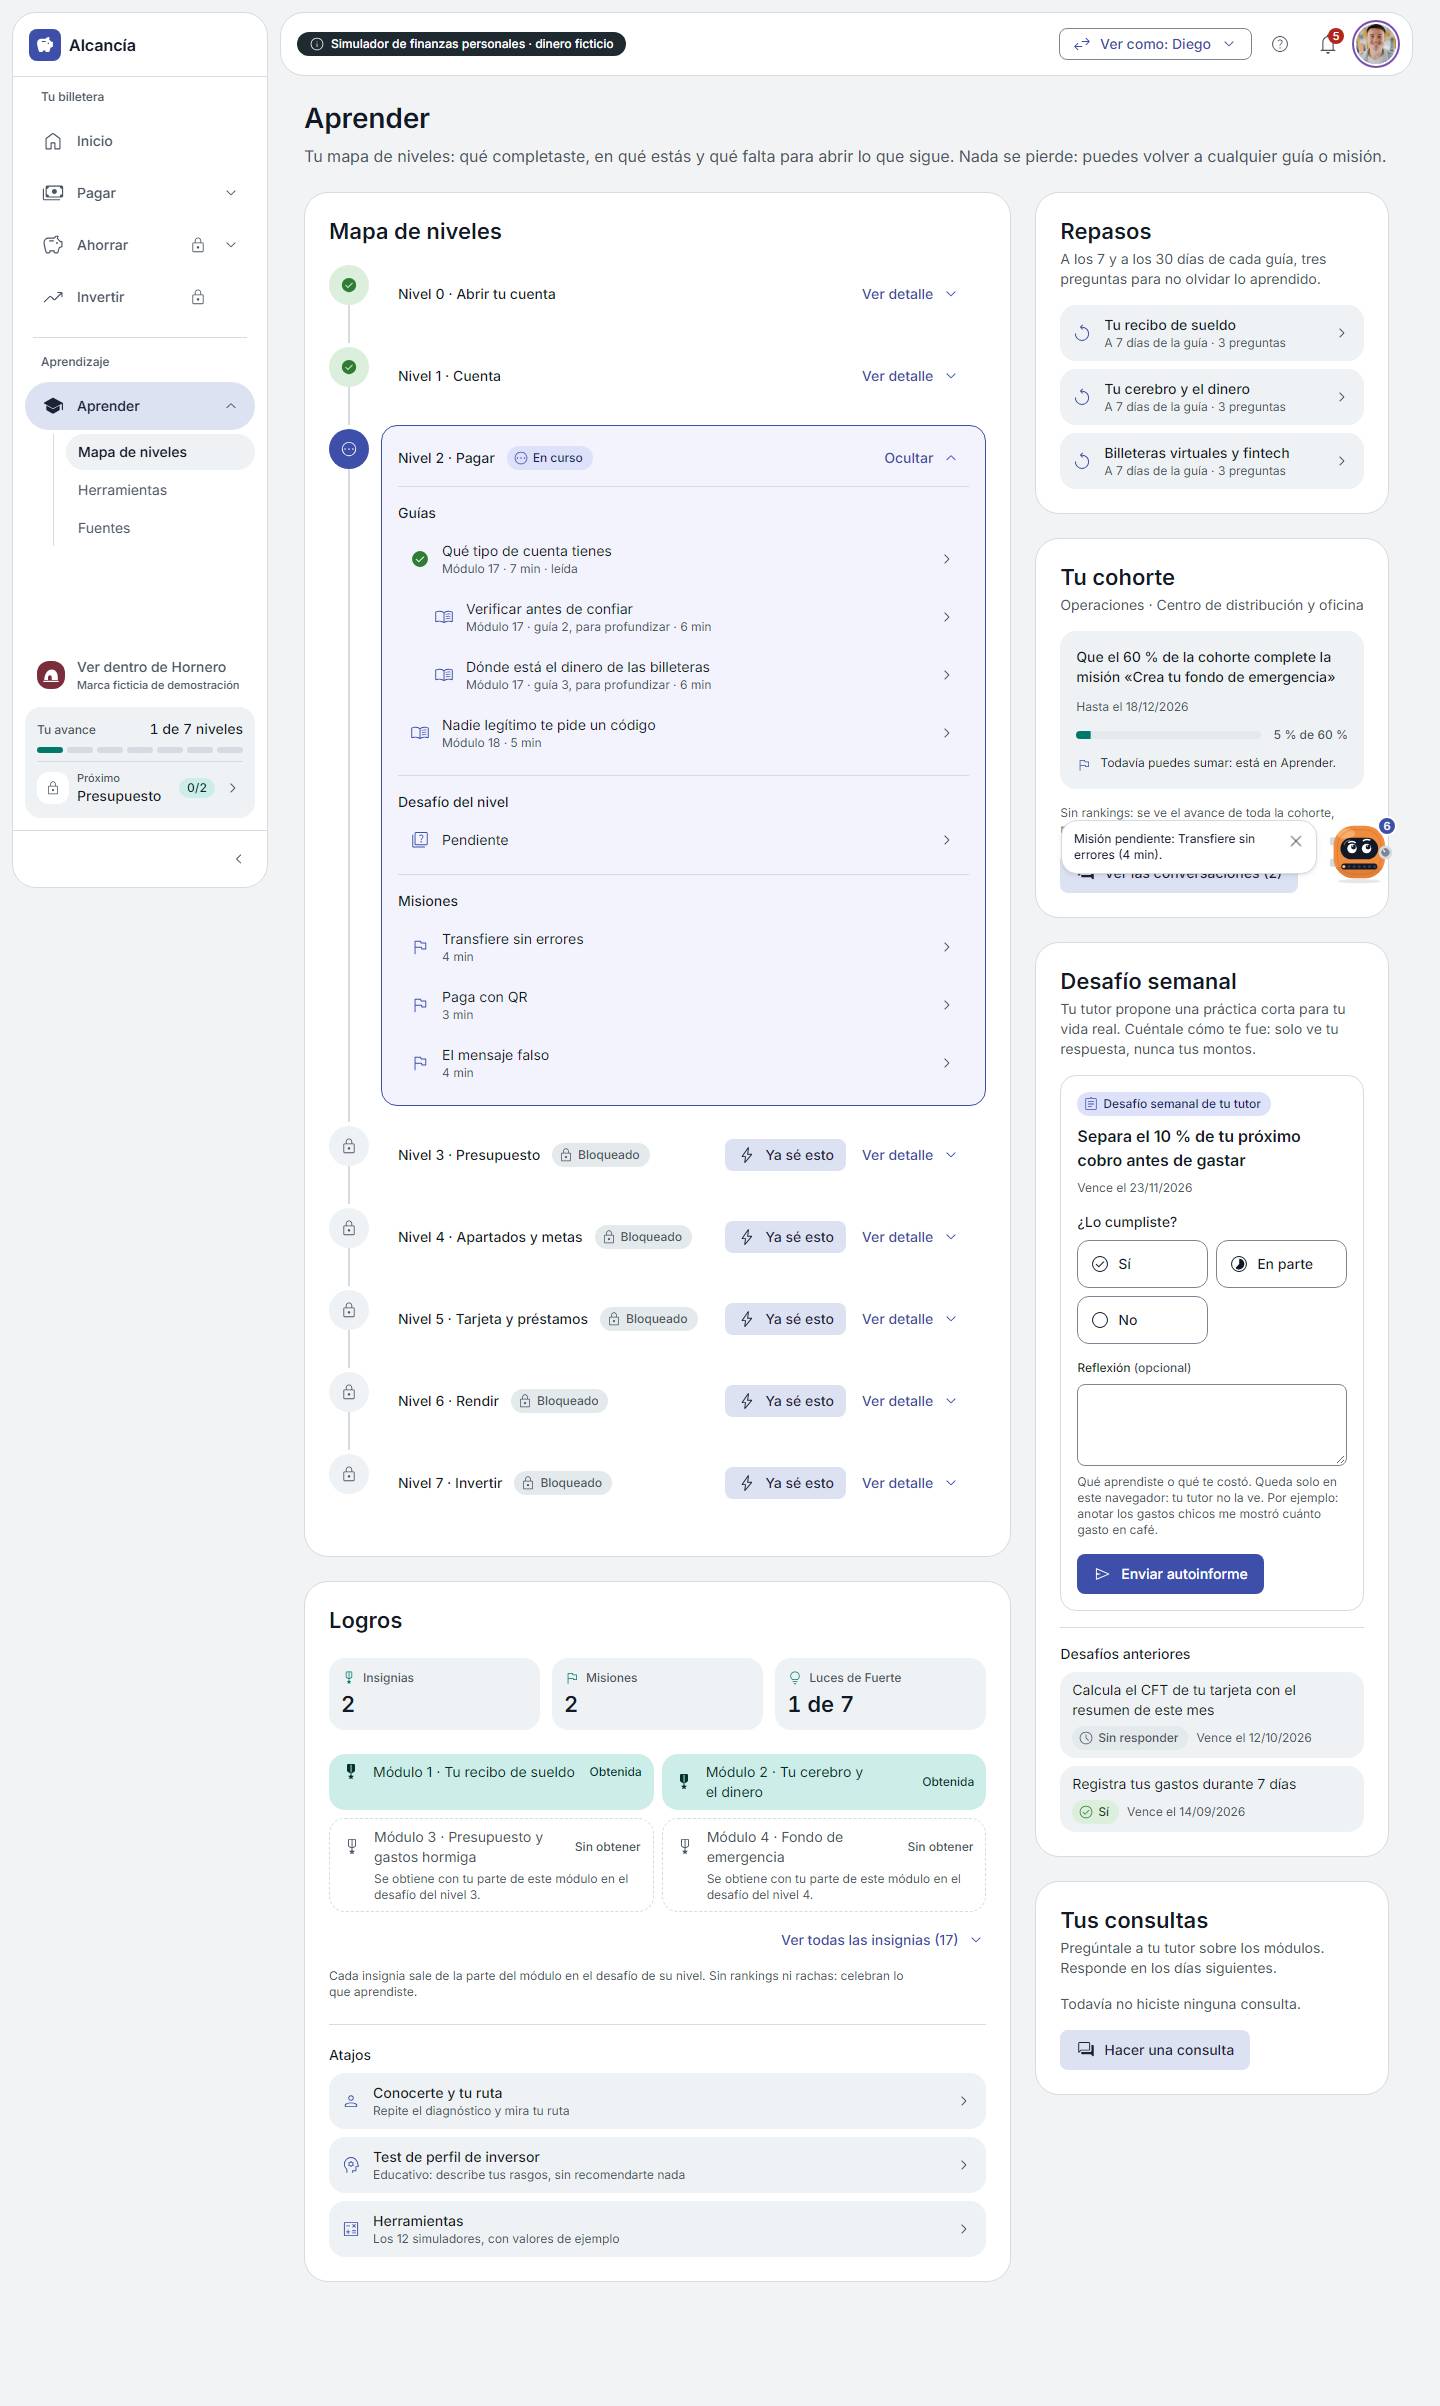 Alcancía
Tu billetera
Inicio
Pagar
Ahorrar
Invertir
Aprendizaje
Aprender
Mapa de niveles
Herramientas
Fuentes
Ver dentro de Hornero
Marca ficticia de demostración
Tu avance
1 de 7 niveles
Próximo
Presupuesto
0/2
Simulador de finanzas personales · dinero ficticio
Ver como: Diego
5
Aprender
Tu mapa de niveles: qué completaste, en qué estás y qué falta para abrir lo que sigue. Nada se pierde: puedes volver a cualquier guía o misión.
Mapa de niveles
Nivel 0 · Abrir tu cuenta
Ver detalle
Nivel 1 · Cuenta
Ver detalle
Nivel 2 · Pagar
En curso
Ocultar
Guías
Qué tipo de cuenta tienes
Módulo 17 · 7 min · leída
Verificar antes de confiar
Módulo 17 · guía 2, para profundizar · 6 min
Dónde está el dinero de las billeteras
Módulo 17 · guía 3, para profundizar · 6 min
Nadie legítimo te pide un código
Módulo 18 · 5 min
Desafío del nivel
Pendiente
Misiones
Transfiere sin errores
4 min
Paga con QR
3 min
El mensaje falso
4 min
Nivel 3 · Presupuesto
Bloqueado
Ya sé esto
Ver detalle
Nivel 4 · Apartados y metas
Bloqueado
Ya sé esto
Ver detalle
Nivel 5 · Tarjeta y préstamos
Bloqueado
Ya sé esto
Ver detalle
Nivel 6 · Rendir
Bloqueado
Ya sé esto
Ver detalle
Nivel 7 · Invertir
Bloqueado
Ya sé esto
Ver detalle
Logros
Insignias
2
Misiones
2
Luces de Fuerte
1 de 7
Módulo 1 · Tu recibo de sueldo
Obtenida
Módulo 2 · Tu cerebro y
el dinero
Obtenida
Módulo 3 · Presupuesto y
gastos hormiga
Sin obtener
Se obtiene con tu parte de este módulo en el
desafío del nivel 3.
Módulo 4 · Fondo de
emergencia
Sin obtener
Se obtiene con tu parte de este módulo en el
desafío del nivel 4.
Ver todas las insignias (17)
Cada insignia sale de la parte del módulo en el desafío de su nivel. Sin rankings ni rachas: celebran lo
que aprendiste.
Atajos
Conocerte y tu ruta
Repite el diagnóstico y mira tu ruta
Test de perfil de inversor
Educativo: describe tus rasgos, sin recomendarte nada
Herramientas
Los 12 simuladores, con valores de ejemplo
Repasos
A los 7 y a los 30 días de cada guía, tres
preguntas para no olvidar lo aprendido.
Tu recibo de sueldo
A 7 días de la guía · 3 preguntas
Tu cerebro y el dinero
A 7 días de la guía · 3 preguntas
Billeteras virtuales y fintech
A 7 días de la guía · 3 preguntas
Tu cohorte
Operaciones · Centro de distribución y oficina
Que el 60 % de la cohorte complete la
misión «Crea tu fondo de emergencia»
Hasta el 18/12/2026
5 % de 60 %
Todavía puedes sumar: está en Aprender.
Sin rankings: se ve el avance de toda la cohorte,
Misión pendiente: Transfiere sin
errores (4 min).
6
Ver las conversaciones (2)
Desafío semanal
Tu tutor propone una práctica corta para tu
vida real. Cuéntale cómo te fue: solo ve tu
respuesta, nunca tus montos.
Desafío semanal de tu tutor
Separa el 10 % de tu próximo
cobro antes de gastar
Vence el 23/11/2026
¿Lo cumpliste?
Sí
En parte
No
Reflexión (opcional)
Qué aprendiste o qué te costó. Queda solo en
este navegador: tu tutor no la ve. Por ejemplo:
anotar los gastos chicos me mostró cuánto
gasto en café.
Enviar autoinforme
Desafíos anteriores
Calcula el CFT de tu tarjeta con el
resumen de este mes
Sin responder
Vence el 12/10/2026
Registra tus gastos durante 7 días
Sí
Vence el 14/09/2026
Tus consultas
Pregúntale a tu tutor sobre los módulos.
Responde en los días siguientes.
Todavía no hiciste ninguna consulta.
Hacer una consulta